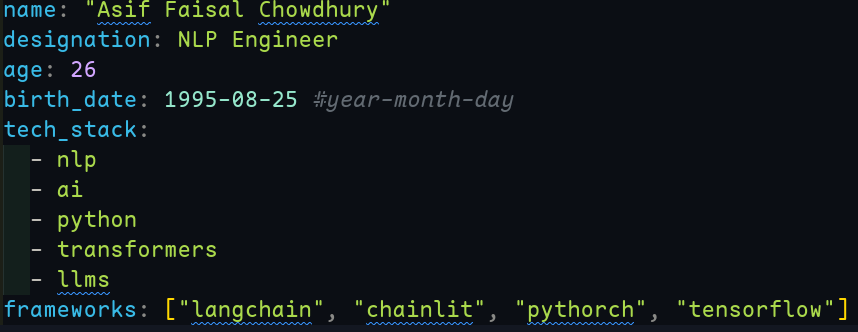 name: "Asif Faisal Chowdhury"
designation: NLP Engineer
age: 26
birth_date: 1995-08-25 #year-month-day
tech_stack:
- nlp
- ai
- python
- transformers
- llms
frameworks: ["langchain", "chainlit", "pythorch", "tensorflow"]